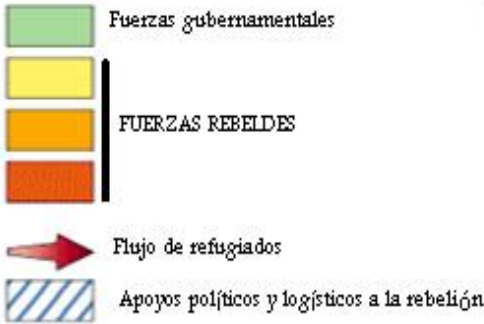 Fuerzas gubernamentales
FUERZAS REBELDES
Flujo de refugiados
Apoyos políticos y logísticos a la rebelión